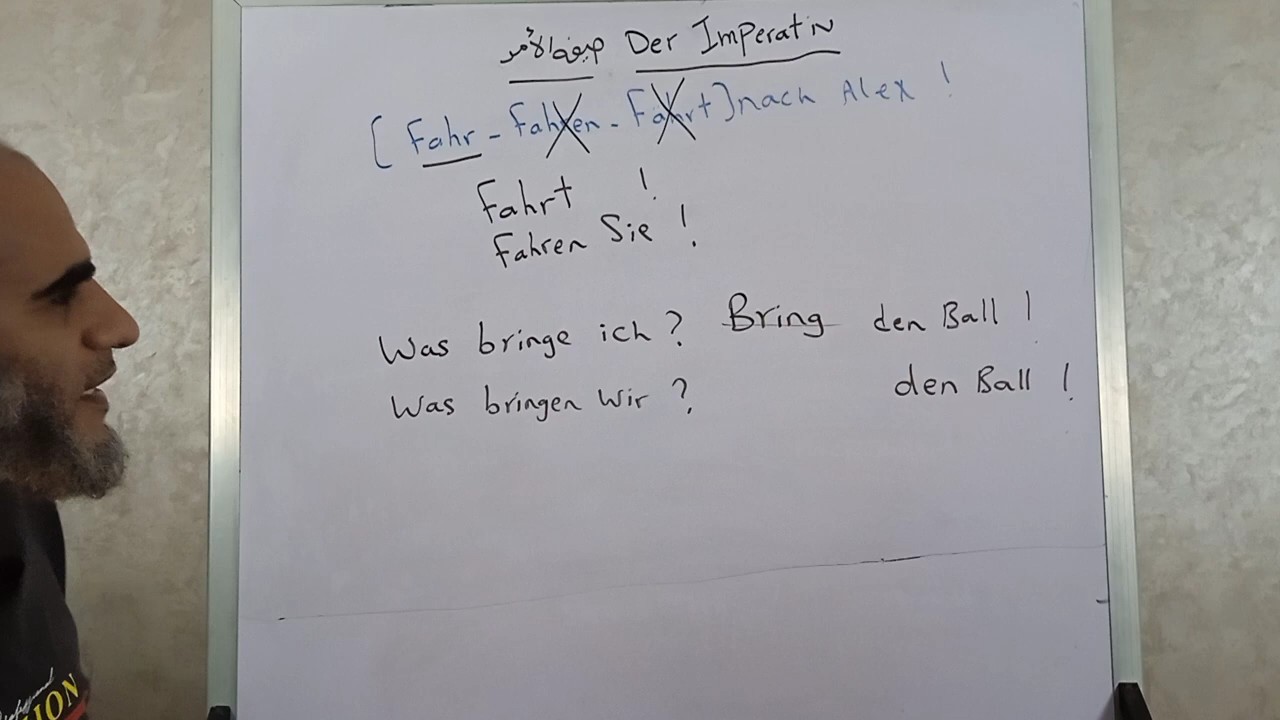 صيغة الأمر Der Imperativ
[Fahr - Fahren - Fahrt] nach Alex !
Fahrt !
Fahren Sie !
Was bringe ich ? Bring den Ball !
Was bringen wir ? den Ball !
ION